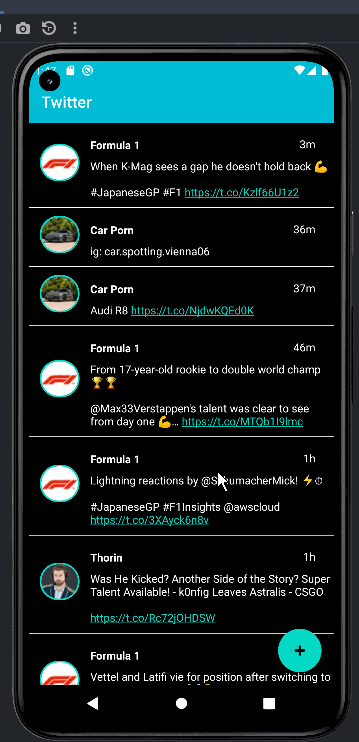 Twitter
Formula 1 3m
When K-Mag sees a gap he doesn't hold back 💪
#JapaneseGP #F1 https://t.co/Kzlf66U1z2
Car Porn 36m
ig: car.spotting.vienna06
Car Porn 37m
Audi R8 https://t.co/NjdwKQEd0K
Formula 1 46m
From 17-year-old rookie to double world champ
🏆🏆
@Max33Verstappen's talent was clear to see
from day one 💪… https://t.co/MTQb1I9Imc
Formula 1 1h
Lightning reactions by ! ⚡⏱
#JapaneseGP #F1Insights @awscloud
https://t.co/3XAyck6n8v
Thorin 1h
Was He Kicked? Another Side of the Story? Super
Talent Available! - k0nfig Leaves Astralis - CSGO
https://t.co/Rc72jOHDSW
Formula 1
Vettel and Latifi vie for position after switching to